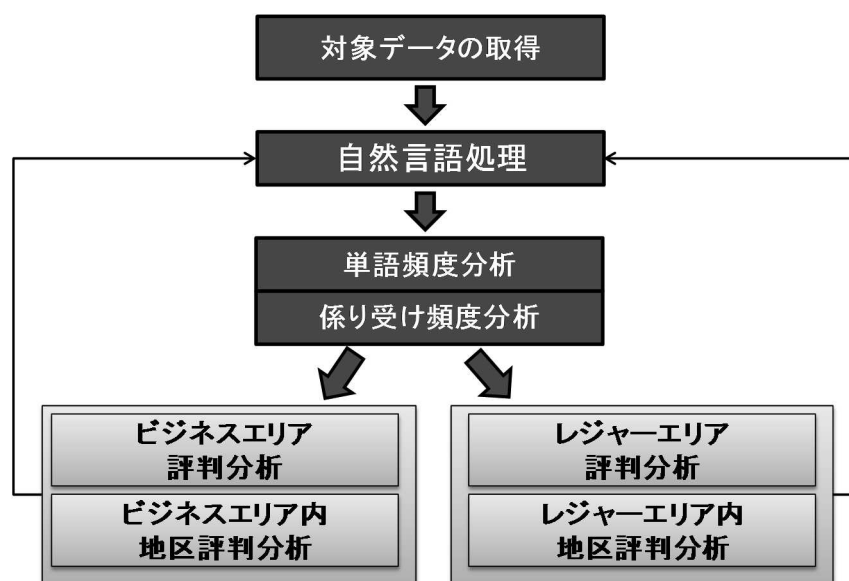 対象データの取得
自然言語処理
単語頻度分析
係り受け頻度分析
ビジネスエリア
評判分析
ビジネスエリア内
地区評判分析
レジャーエリア
評判分析
レジャーエリア内
地区評判分析